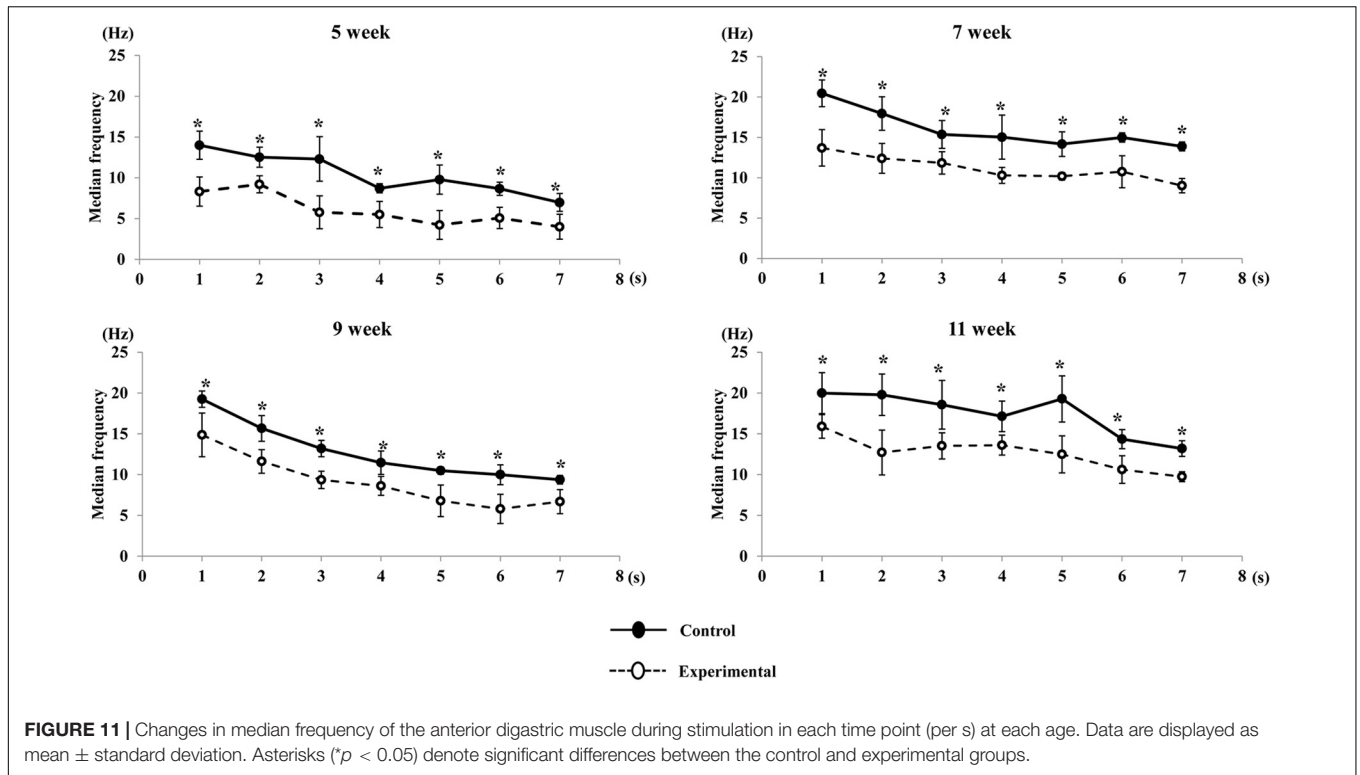 5 week
(Hz)
25
20
15
10
5
0
Median frequency
* * * * * * *
0 1 2 3 4 5 6 7 8 (s)
7 week
(Hz)
25
20
15
10
5
0
Median frequency
* * * * * * *
0 1 2 3 4 5 6 7 8 (s)
9 week
(Hz)
25
20
15
10
5
0
Median frequency
* * * * * * *
0 1 2 3 4 5 6 7 8 (s)
11 week
(Hz)
25
20
15
10
5
0
Median frequency
* * * * * * *
0 1 2 3 4 5 6 7 8 (s)
Control
Experimental
FIGURE 11 | Changes in median frequency of the anterior digastric muscle during stimulation in each time point (per s) at each age. Data are displayed as
mean ± standard deviation. Asterisks (*p < 0.05) denote significant differences between the control and experimental groups.